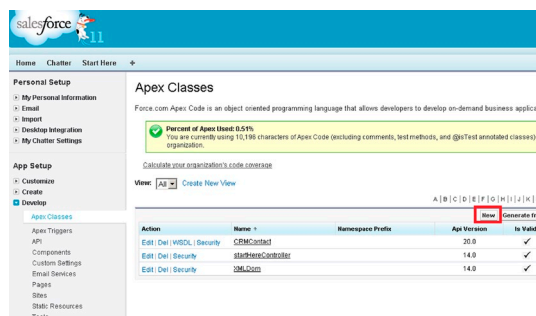 salesforce 11
Home Chatter Start Here +
Personal Setup
My Personal Information
Email
Import
Desktop Integration
My Chatter Settings
App Setup
Customize
Create
Develop
Apex Classes
Apex Triggers
API
Components
Custom Settings
Email Services
Pages
Sites
Static Resources
Tools
Apex Classes
Force.com Apex Code is an object oriented programming language that allows developers to develop on-demand business applica
Percent of Apex Used: 0.51%
You are currently using 10,196 characters of Apex Code (excluding comments, test methods, and @isTest annotated classes)
organization.
Calculate your organization's code coverage
View: All Create New View
A | B | C | D | E | F | G | H | I | J | K |
New Generate fr
Action Name ↑ Namespace Prefix Api Version Is Valid
Edit | Del | WSDL | Security CRMContact 20.0 ✓
Edit | Del | Security startHereController 14.0 ✓
Edit | Del | Security XMLDom 14.0 ✓